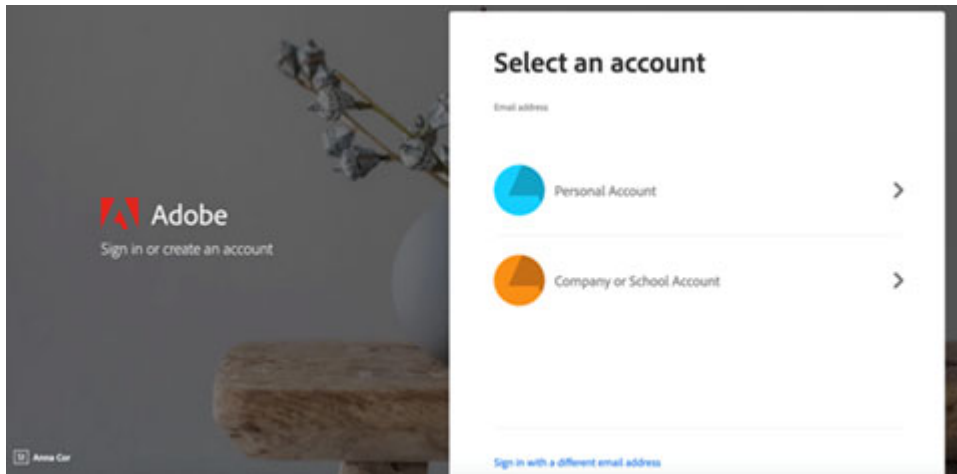 Adobe
Sign in or create an account
St Anna Cor
Select an account
Email address
Personal Account
Company or School Account
Sign in with a different email address